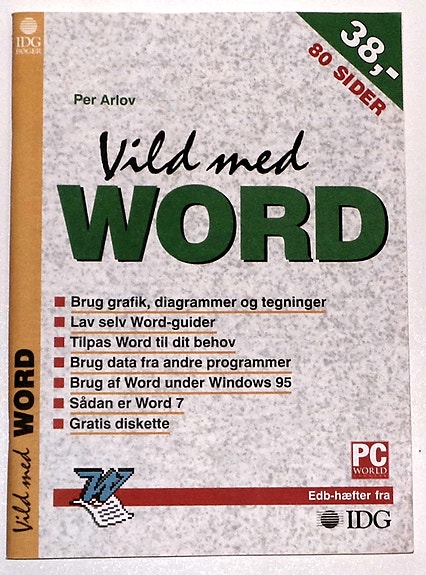 IDG
BØGER
38,-
80 SIDER
Per Arlov
Vild med
WORD
Brug grafik, diagrammer og tegninger
Lav selv Word-guider
Tilpas Word til dit behov
Brug data fra andre programmer
Brug af Word under Windows 95
Sådan er Word 7
Gratis diskette
Vild med WORD
PC
WORLD
W
Edb-hæfter fra
IDG